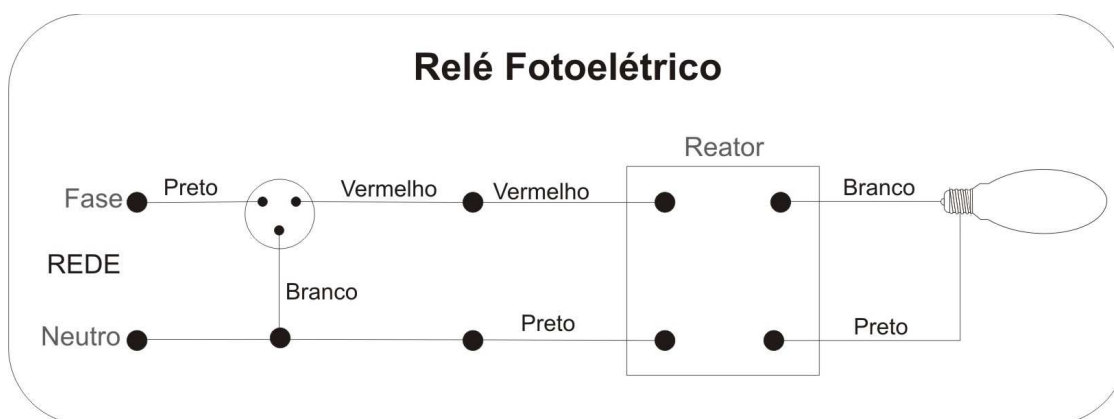 Relé Fotoelétrico
Reator
Fase
Preto
Vermelho
Vermelho
Branco
REDE
Branco
Neutro
Preto
Preto